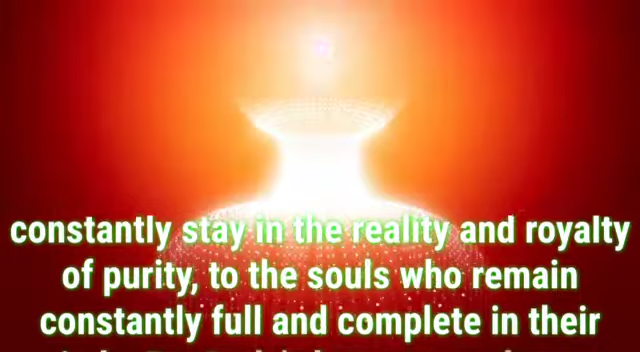 constantly stay in the reality and royalty
of purity, to the souls who remain
constantly full and complete in their